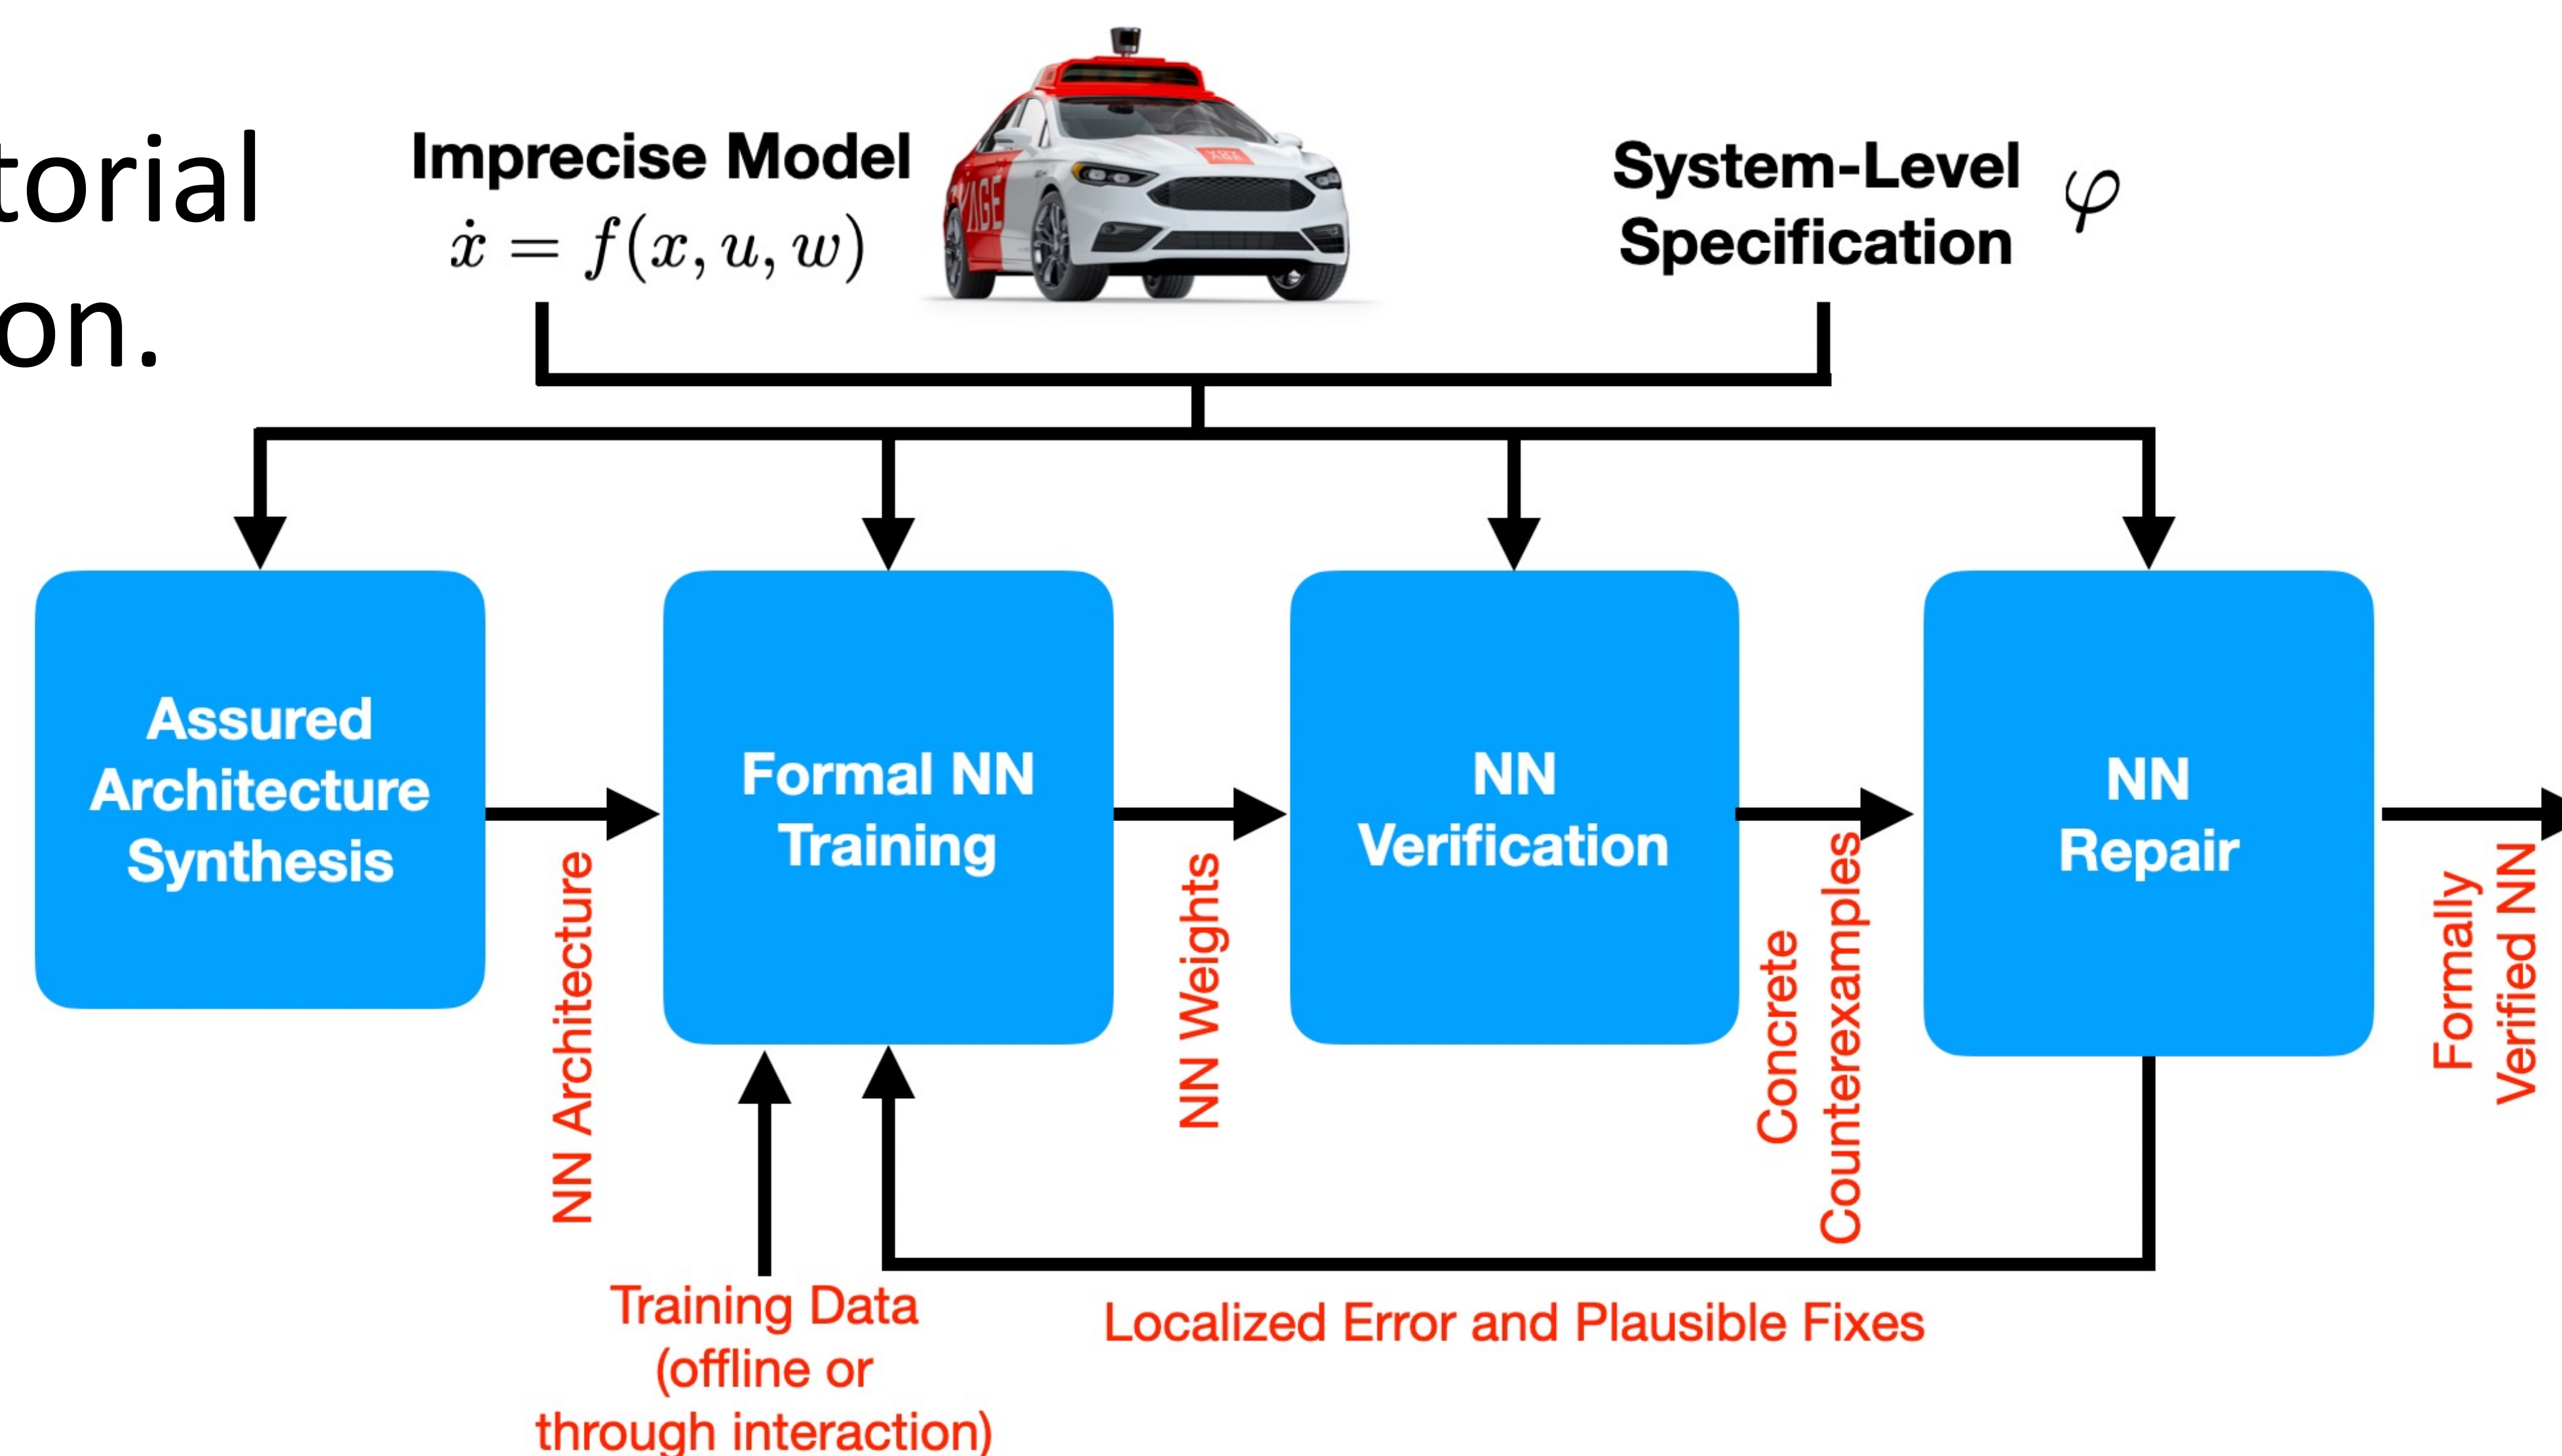 torial
on.
Imprecise Model
ẋ = f(x, u, w)
System-Level
Specification
φ
Assured
Architecture
Synthesis
NN Architecture
Formal NN
Training
NN Weights
NN
Verification
Concrete
Counterexamples
NN
Repair
Formally
Verified NN
Training Data
(offline or
through interaction)
Localized Error and Plausible Fixes